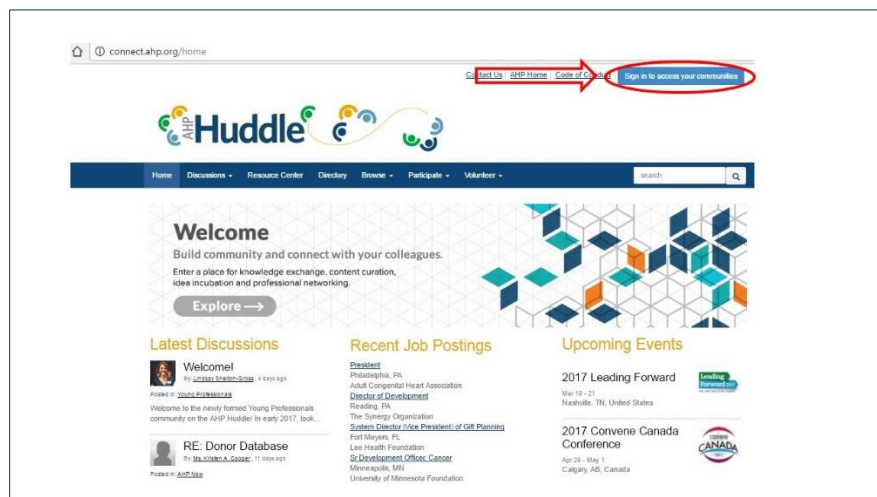 connect.ahp.org/home
Contact Us | AHP Home | Code of Conduct Sign in to access your communities
AHP Huddle
Home Discussions Resource Center Directory Browse Participate Volunteer search
Welcome
Build community and connect with your colleagues.
Enter a place for knowledge exchange, content curation,
idea incubation and professional networking.
Explore
Latest Discussions
Welcome!
By: Lindsay Shelton-Gross, 4 days ago
Posted in: Young Professionals
Welcome to the newly formed Young Professionals
community on the AHP Huddle! In early 2017, look...
RE: Donor Database
By: Ms. Kristen A. Cooper, 11 days ago
Posted in: AHP Now
Recent Job Postings
President
Philadelphia, PA
Adult Congenital Heart Association
Director of Development
Reading, PA
The Synergy Organization
System Director (Vice President) of Gift Planning
Fort Meyers, FL
Lee Health Foundation
Sr Development Officer, Cancer
Minneapolis, MN
University of Minnesota Foundation
Upcoming Events
2017 Leading Forward
Mar 19 - 21
Nashville, TN, United States
Leading
Forward
2017 Convene Canada
Conference
Apr 29 - May 1
Calgary, AB, Canada
convene
CANADA